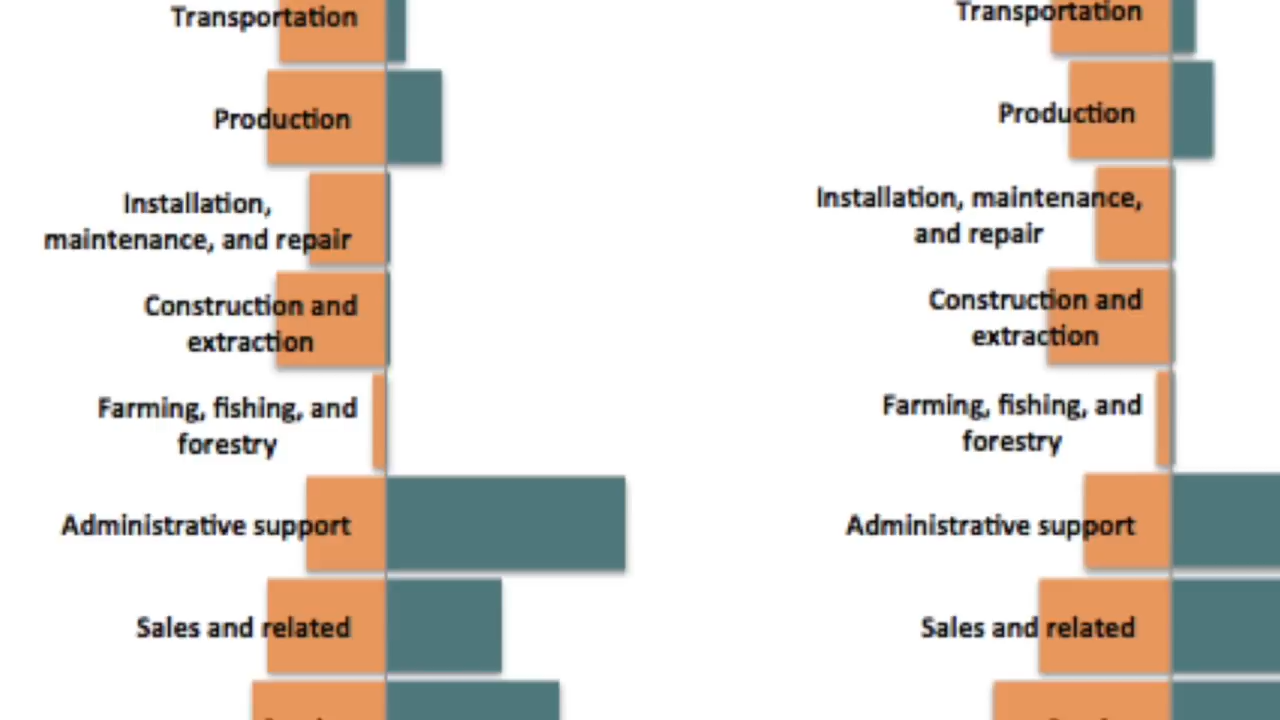 Transportation
Production
Installation,
maintenance, and repair
Construction and
extraction
Farming, fishing, and
forestry
Administrative support
Sales and related
Transportation
Production
Installation, maintenance,
and repair
Construction and
extraction
Farming, fishing, and
forestry
Administrative support
Sales and related